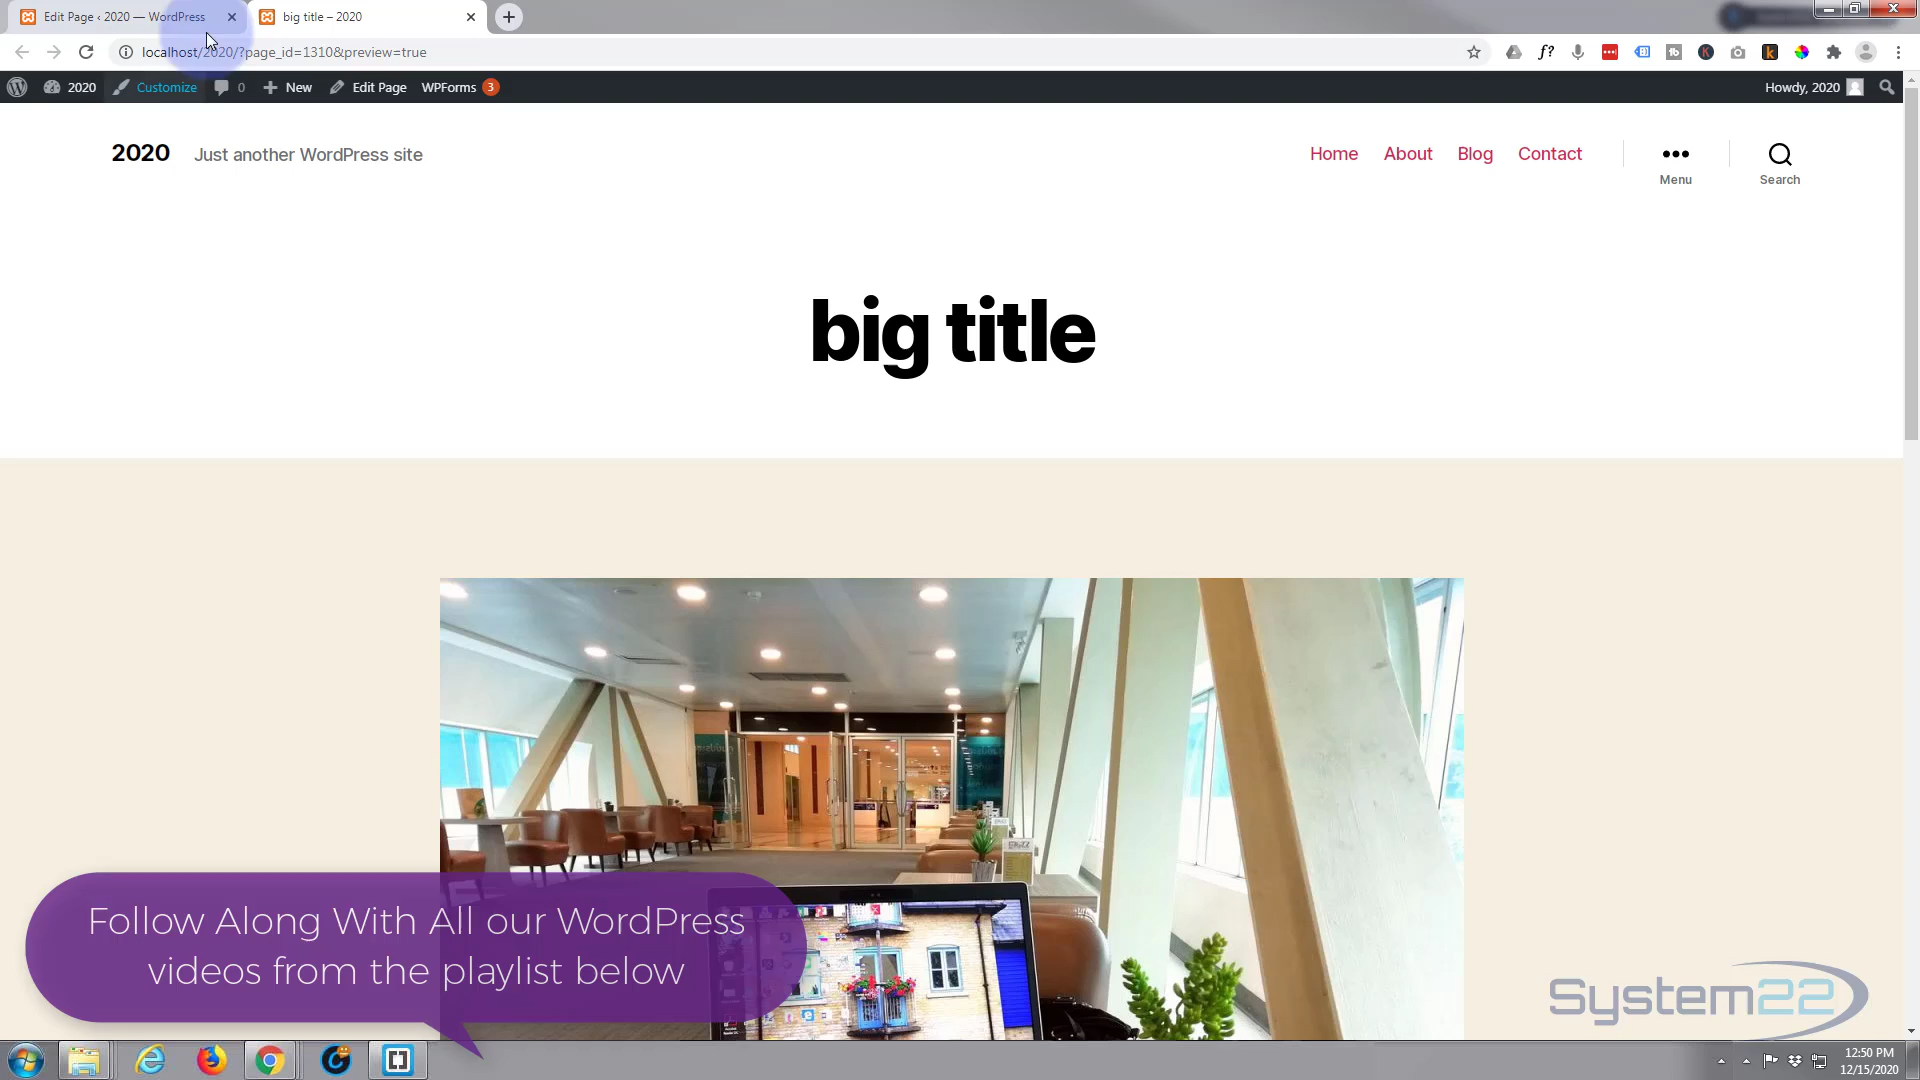 Edit Page ‹ 2020 — WordPress
big title – 2020
localhost/2020/?page_id=1310&preview=true
2020
Customize
0
New
Edit Page
WPForms
3
Howdy, 2020
2020
Just another WordPress site
Home
About
Blog
Contact
Menu
Search
big title
Follow Along With All our WordPress
videos from the playlist below
System22
12:50 PM
12/15/2020